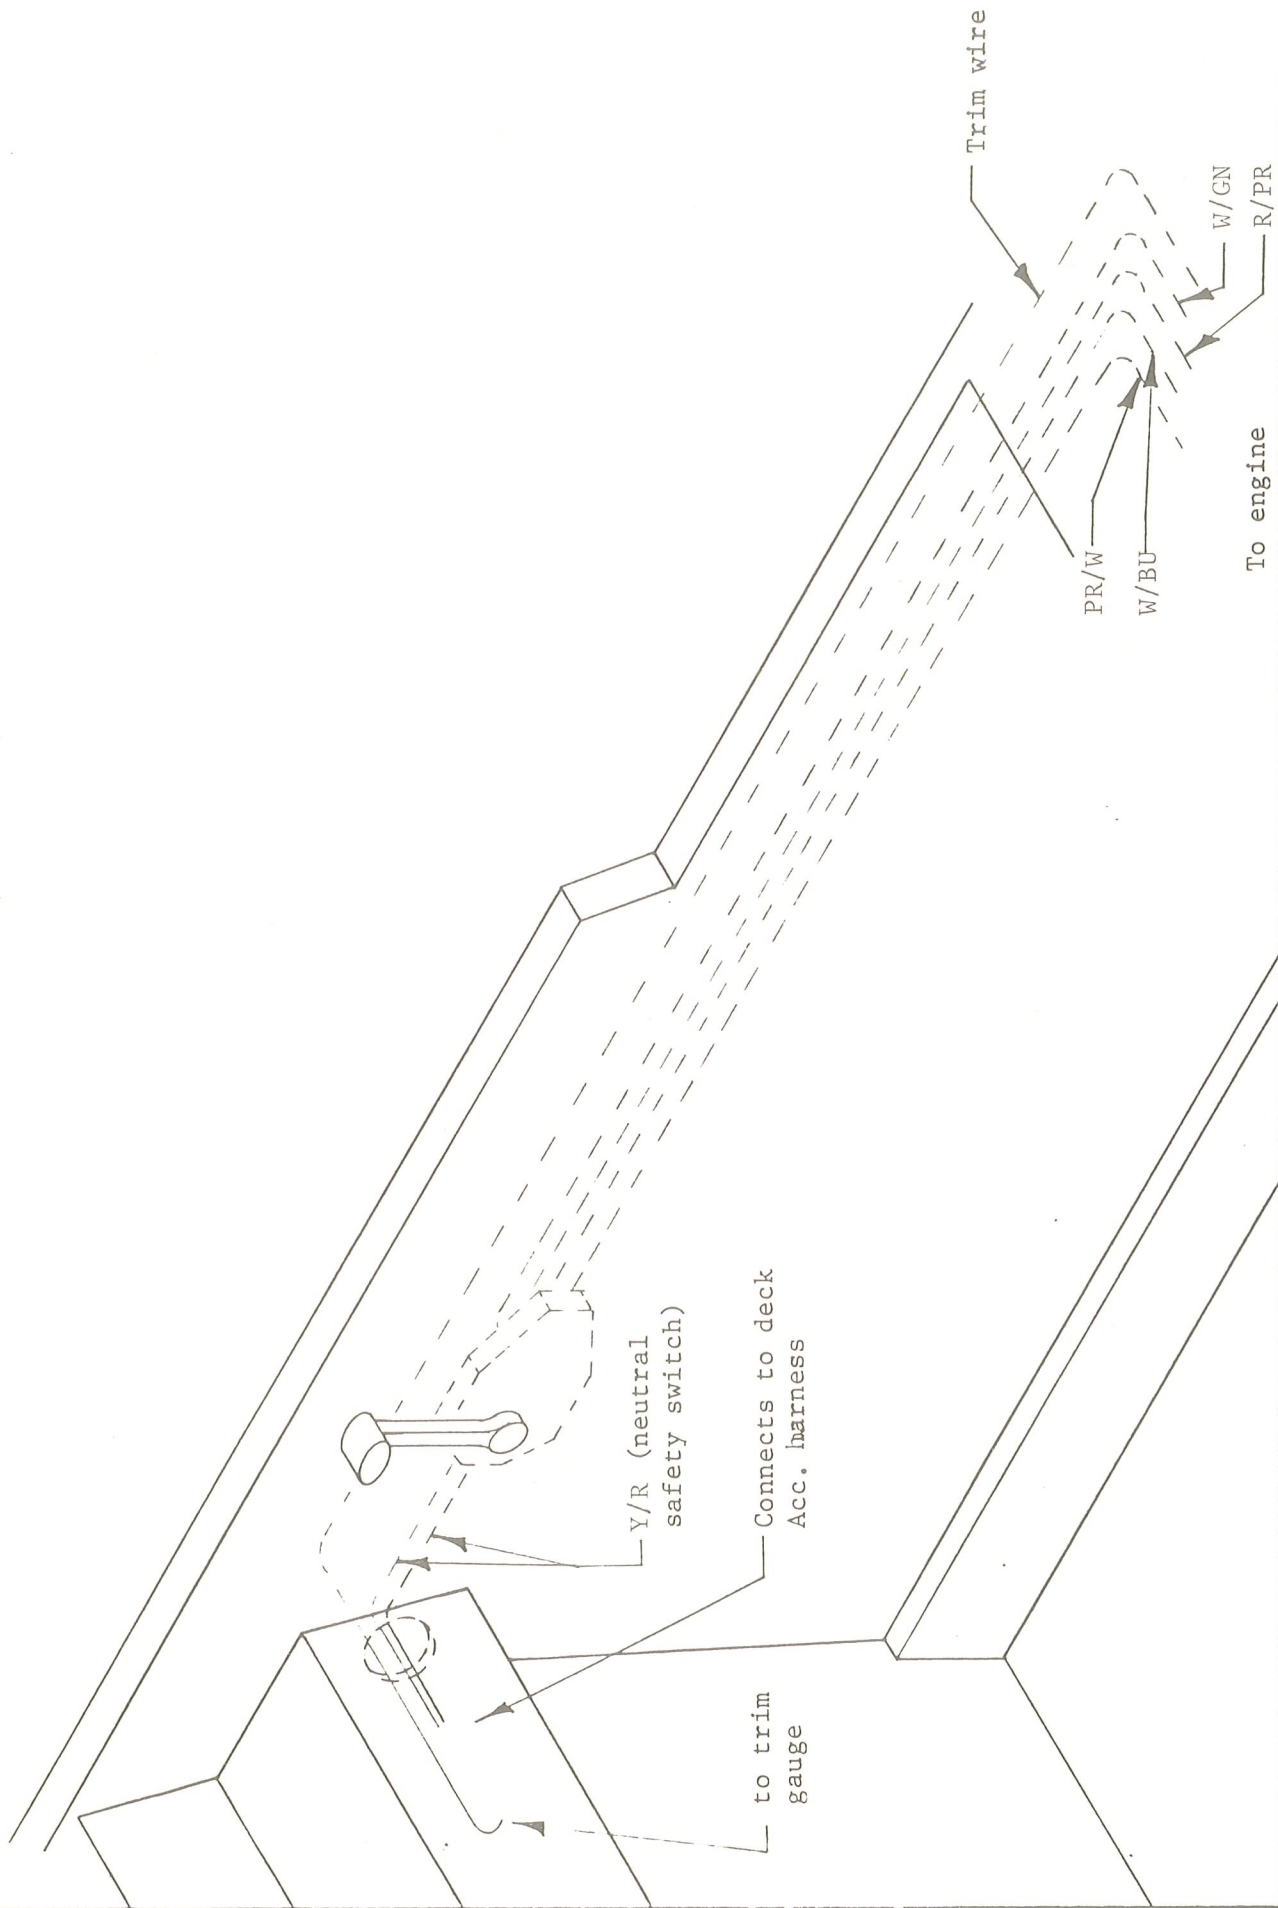 Trim wire
W/GN
R/PR
PR/W
W/BU
To engine
Y/R (neutral
safety switch)
Connects to deck
Acc. harness
to trim
gauge